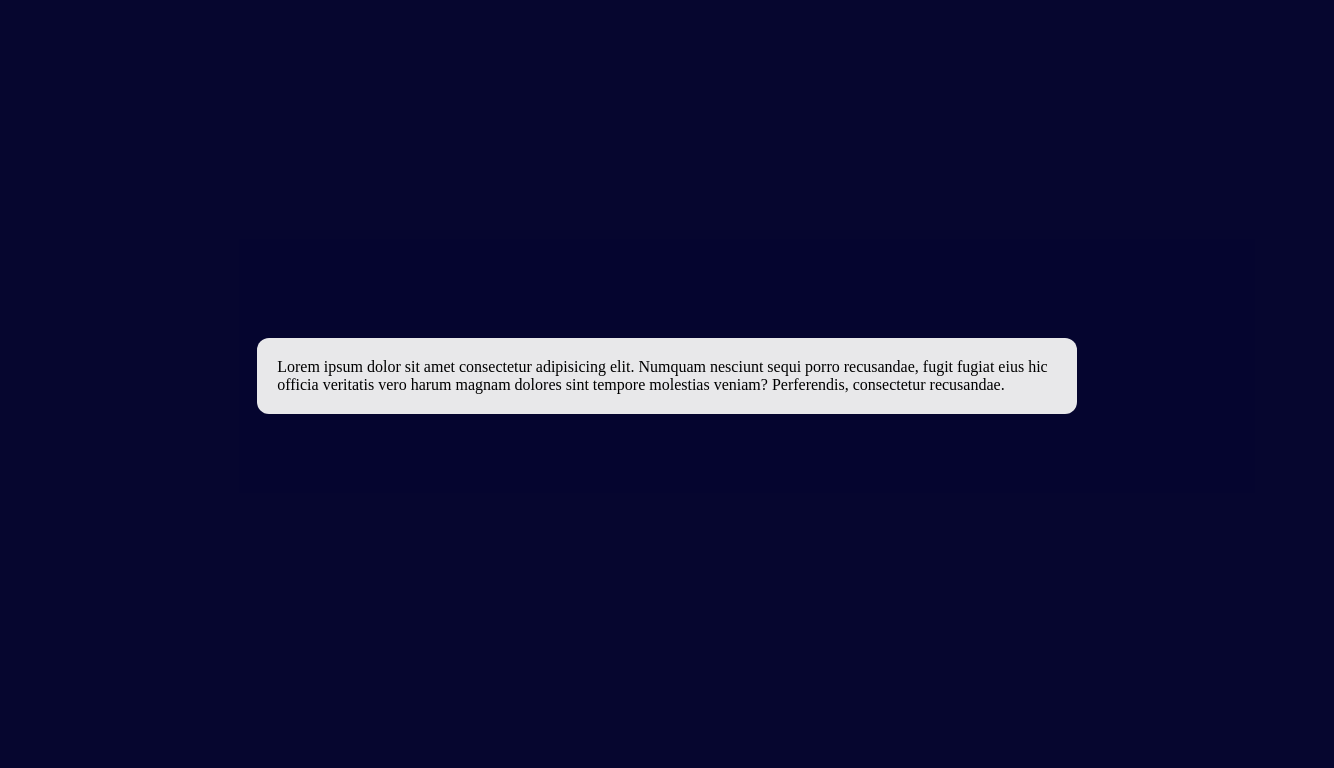 Lorem ipsum dolor sit amet consectetur adipisicing elit. Numquam nesciunt sequi porro recusandae, fugit fugiat eius hic
officia veritatis vero harum magnam dolores sint tempore molestias veniam? Perferendis, consectetur recusandae.